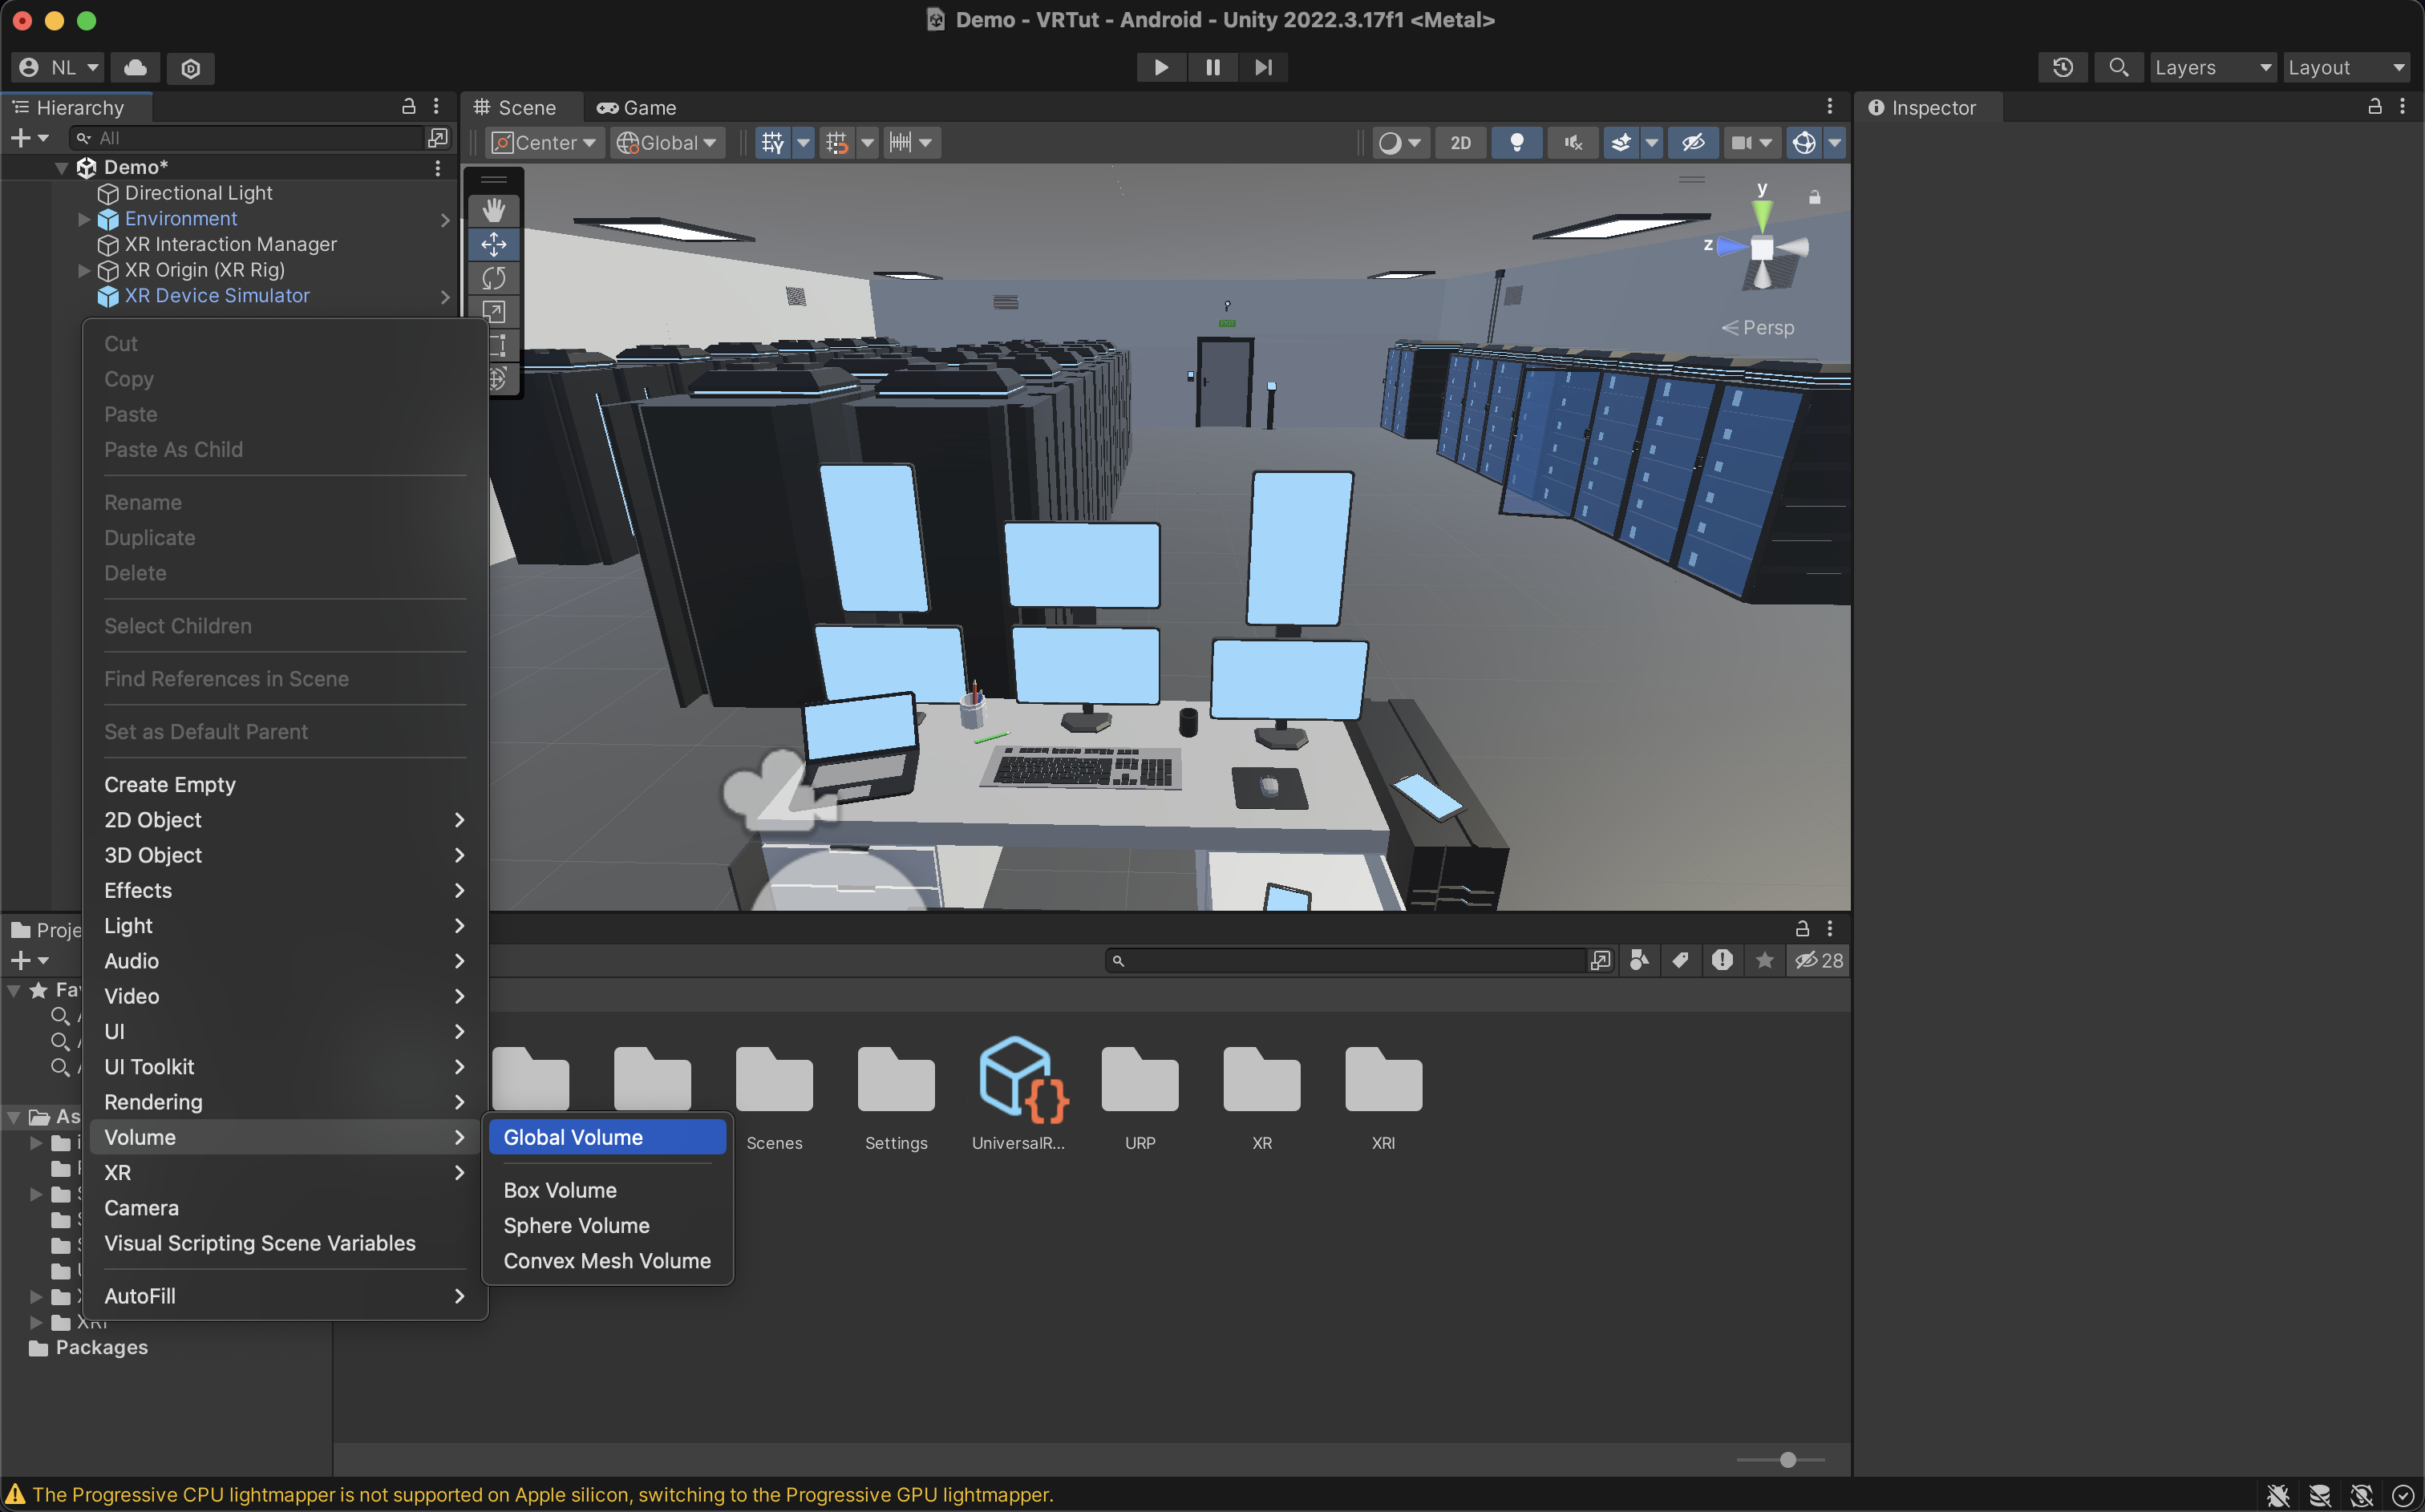 Demo - VRTut - Android - Unity 2022.3.17f1 <Metal>
NL
Layers
Layout
Hierarchy
Scene
Game
Inspector
All
Center
Global
2D
Demo*
Directional Light
Environment
XR Interaction Manager
XR Origin (XR Rig)
XR Device Simulator
y
z
Persp
Cut
Copy
Paste
Paste As Child
Rename
Duplicate
Delete
Select Children
Find References in Scene
Set as Default Parent
Create Empty
2D Object
3D Object
Effects
Light
Audio
Video
UI
UI Toolkit
Rendering
Volume
XR
Camera
Visual Scripting Scene Variables
AutoFill
Global Volume
Box Volume
Sphere Volume
Convex Mesh Volume
Proje
28
Fa
As
Scenes
Settings
UniversalR...
URP
XR
XRI
XRI
Packages
The Progressive CPU lightmapper is not supported on Apple silicon, switching to the Progressive GPU lightmapper.